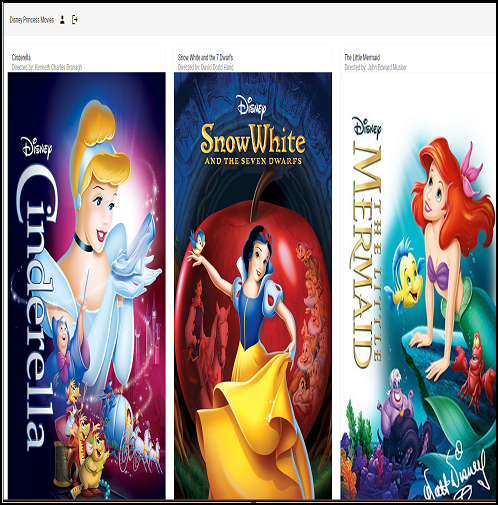 Disney Princess Movies
Cinderella
Directed by: Kenneth Charles Branagh
Disney
Cinderella
Snow White and the 7 Dwarfs
Directed by: David Dodd Hand
Disney
Snow White
AND THE SEVEN DWARFS
The Little Mermaid
Directed by: John Edward Musker
Disney
THE LITTLE
MERMAID
Walt Disney